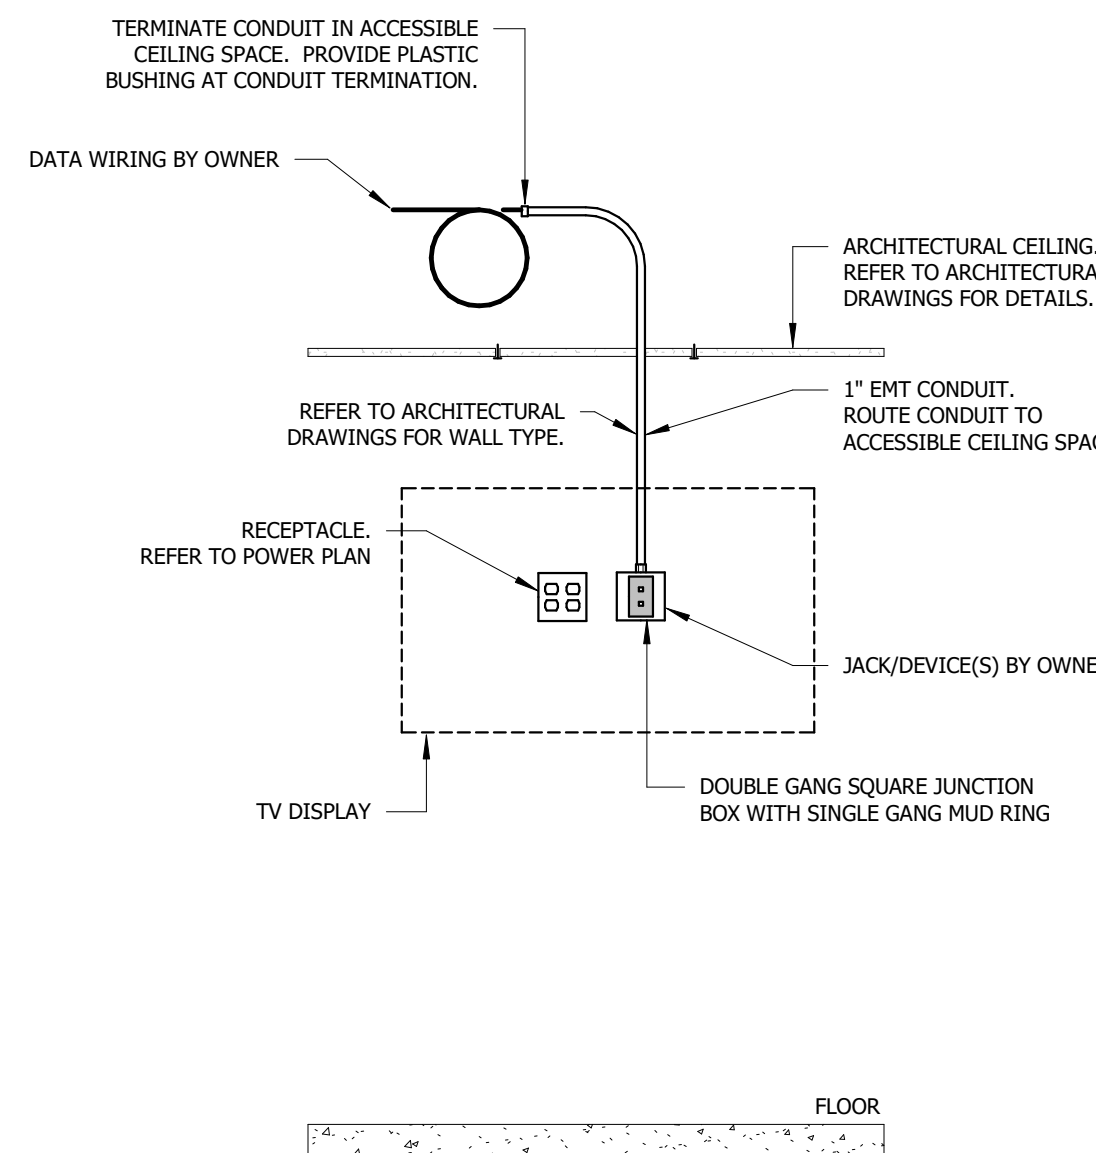 TERMINATE CONDUIT IN ACCESSIBLE
CEILING SPACE. PROVIDE PLASTIC
BUSHING AT CONDUIT TERMINATION.
DATA WIRING BY OWNER
ARCHITECTURAL CEILING.
REFER TO ARCHITECTURA
DRAWINGS FOR DETAILS.
REFER TO ARCHITECTURAL
DRAWINGS FOR WALL TYPE.
1" EMT CONDUIT.
ROUTE CONDUIT TO
ACCESSIBLE CEILING SPA
RECEPTACLE.
REFER TO POWER PLAN
JACK/DEVICE(S) BY OWNE
TV DISPLAY
DOUBLE GANG SQUARE JUNCTION
BOX WITH SINGLE GANG MUD RING
FLOOR